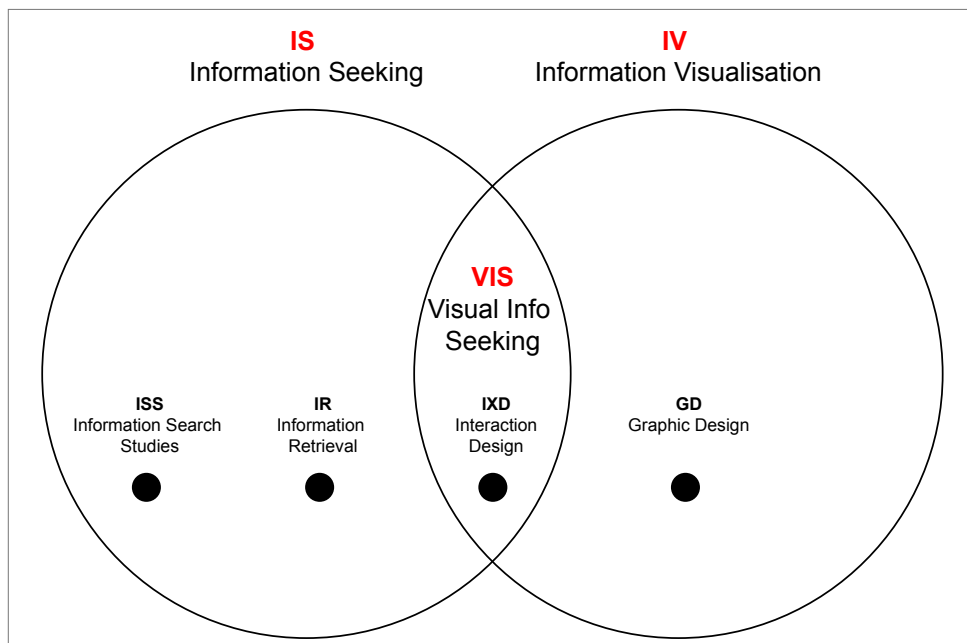 IS
Information Seeking
IV
Information Visualisation
VIS
Visual Info
Seeking
ISS
Information Search
Studies
IR
Information
Retrieval
IXD
Interaction
Design
GD
Graphic Design